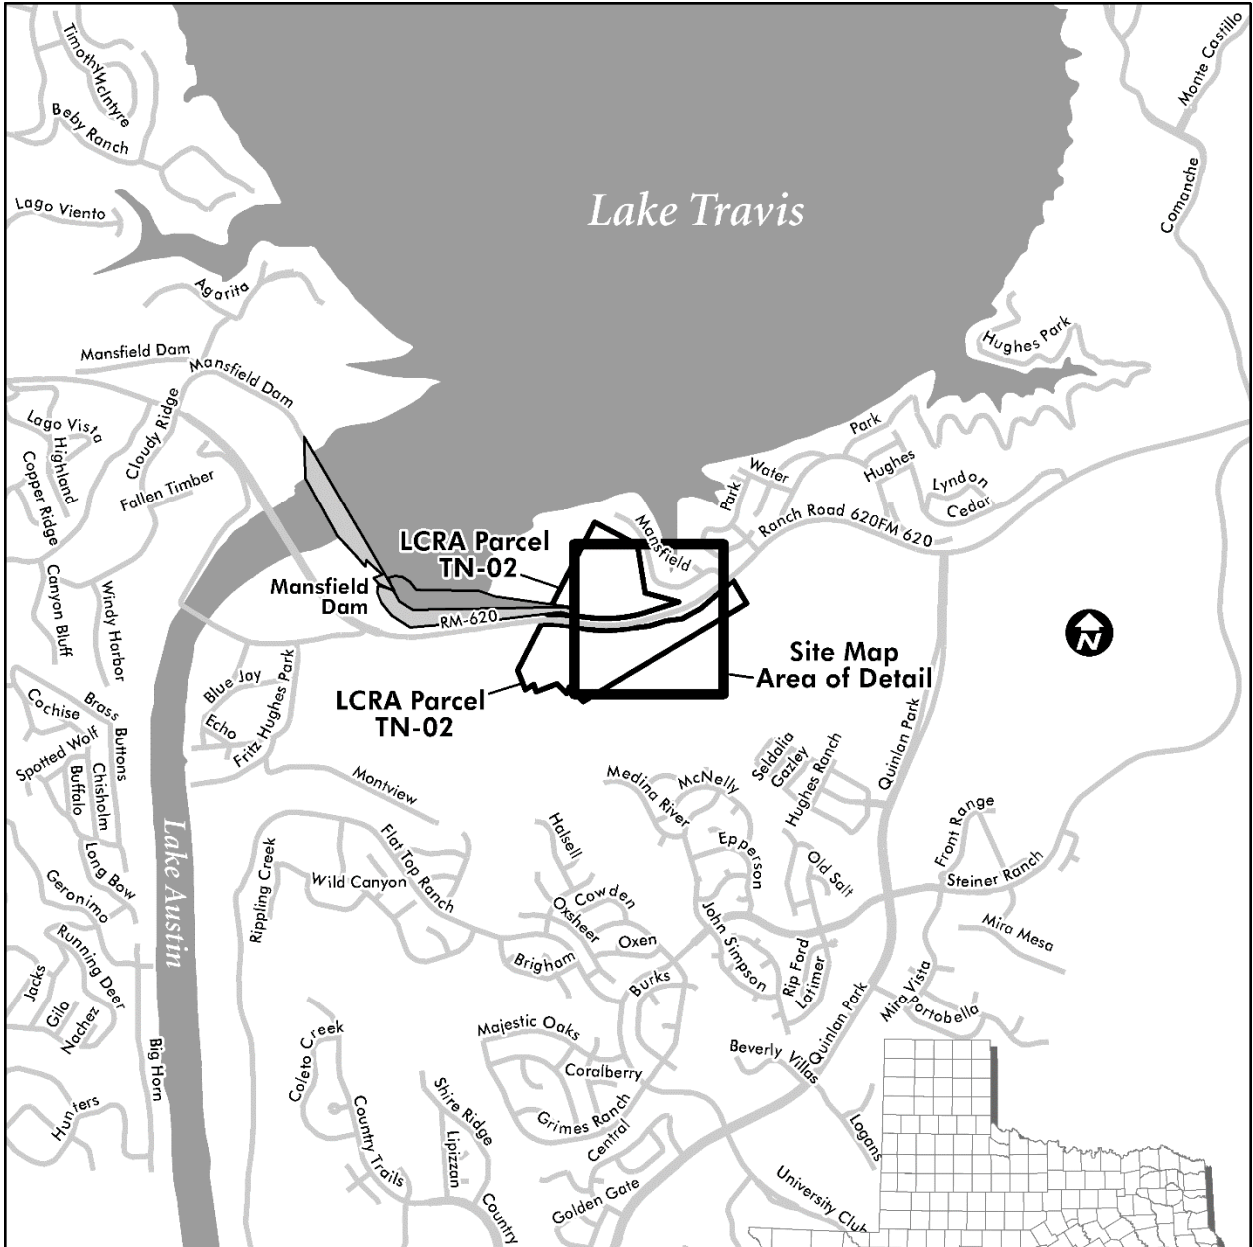 Timothy
McIntyre
Beby Ranch
Lago Viento
Agarita
Lake Travis
Monte Castillo
Comanche
Hughes Park
Mansfield Dam
Mansfield Dam
Lago Vista
Highland
Copper Ridge
Cloudy Ridge
Fallen Timber
Park
Water
Park
Hughes
Lyndon
Cedar
Ranch Road 620FM 620
Mansfield
LCRA Parcel
TN-02
Mansfield
Dam
RM-620
Canyon Bluff
Windy Harbor
N
Site Map
Area of Detail
LCRA Parcel
TN-02
Blue Jay
Echo
Fritz Hughes Park
Cochise
Brass
Buttons
Spotted Wolf
Buffalo
Chisholm
Long Bow
Geronimo
Running Deer
Jacks
Gilo
Nachez
Big Horn
Hunters
Lake Austin
Montview
Flat Top Ranch
Wild Canyon
Rippling Creek
Halsell
Cowden
Oxsheer
Oxen
Brigham
Burks
Medina River
McNelly
Epperson
John Simpson
Seldalia
Gazley
Hughes Ranch
Old Salt
Rip Ford
Latimer
Quinlan Park
Front Range
Steiner Ranch
Mira Mesa
Mira Vista
Portobella
Quinlan Park
Beverly Villas
Logans
University Club
Majestic Oaks
Coralberry
Grimes Ranch
Central
Golden Gate
Coleto Creek
Country Trails
Shire Ridge
Lipizzan
Country